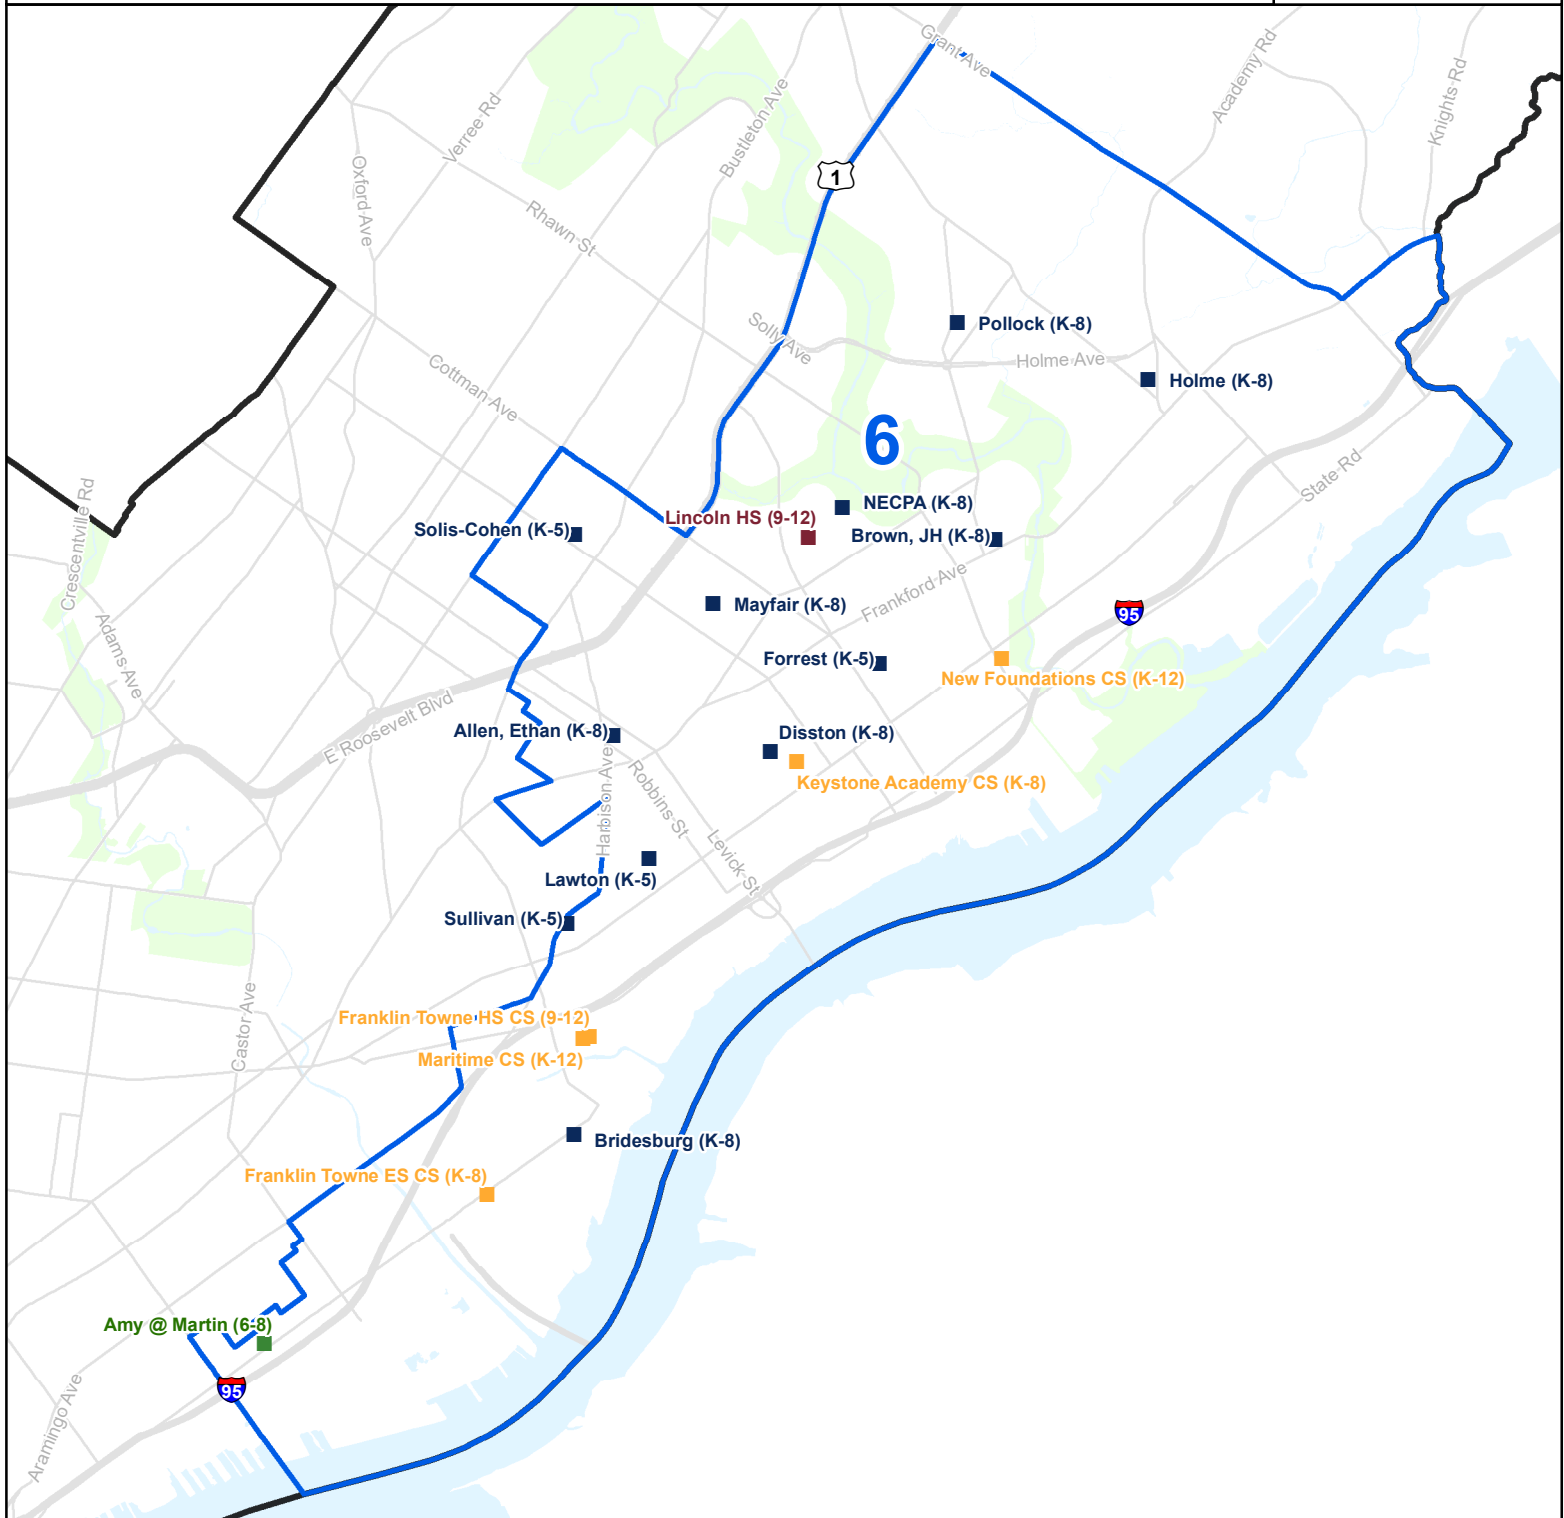 Grant Ave
Academy Rd
Knights Rd
Bustleton Ave
Verree Rd
Oxford Ave
1
Rhawn St
Solly Ave
Pollock (K-8)
Holme Ave
Cottman Ave
Holme (K-8)
6
State Rd
Crescentville Rd
NECPA (K-8)
Lincoln HS (9-12)
Solis-Cohen (K-5)
Brown, JH (K-8)
Frankford Ave
Mayfair (K-8)
95
Adams Ave
Forrest (K-5)
New Foundations CS (K-12)
E Roosevelt Blvd
Allen, Ethan (K-8)
Disston (K-8)
Keystone Academy CS (K-8)
Harbison Ave
Robbins St
Levick St
Lawton (K-5)
Sullivan (K-5)
Castor Ave
Franklin Towne HS CS (9-12)
Maritime CS (K-12)
Bridesburg (K-8)
Franklin Towne ES CS (K-8)
Amy @ Martin (6-8)
95
Aramingo Ave